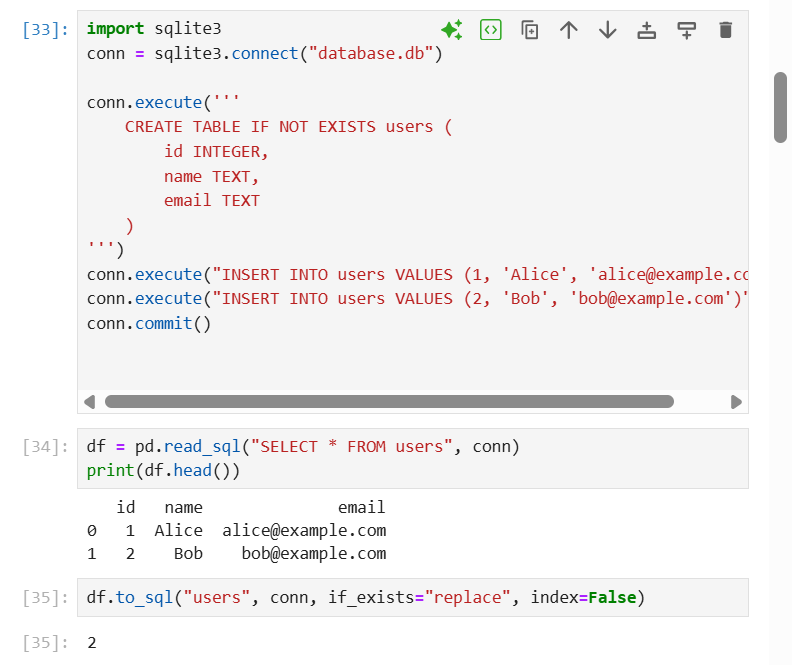 [33]:
import sqlite3
conn = sqlite3.connect("database.db")
conn.execute('''
    CREATE TABLE IF NOT EXISTS users (
        id INTEGER,
        name TEXT,
        email TEXT
    )
''')
conn.execute("INSERT INTO users VALUES (1, 'Alice', 'alice@example.co
conn.execute("INSERT INTO users VALUES (2, 'Bob', 'bob@example.com')"
conn.commit()
[34]:
df = pd.read_sql("SELECT * FROM users", conn)
print(df.head())
   id   name              email
0   1  Alice  alice@example.com
1   2    Bob    bob@example.com
[35]:
df.to_sql("users", conn, if_exists="replace", index=False)
[35]:
2